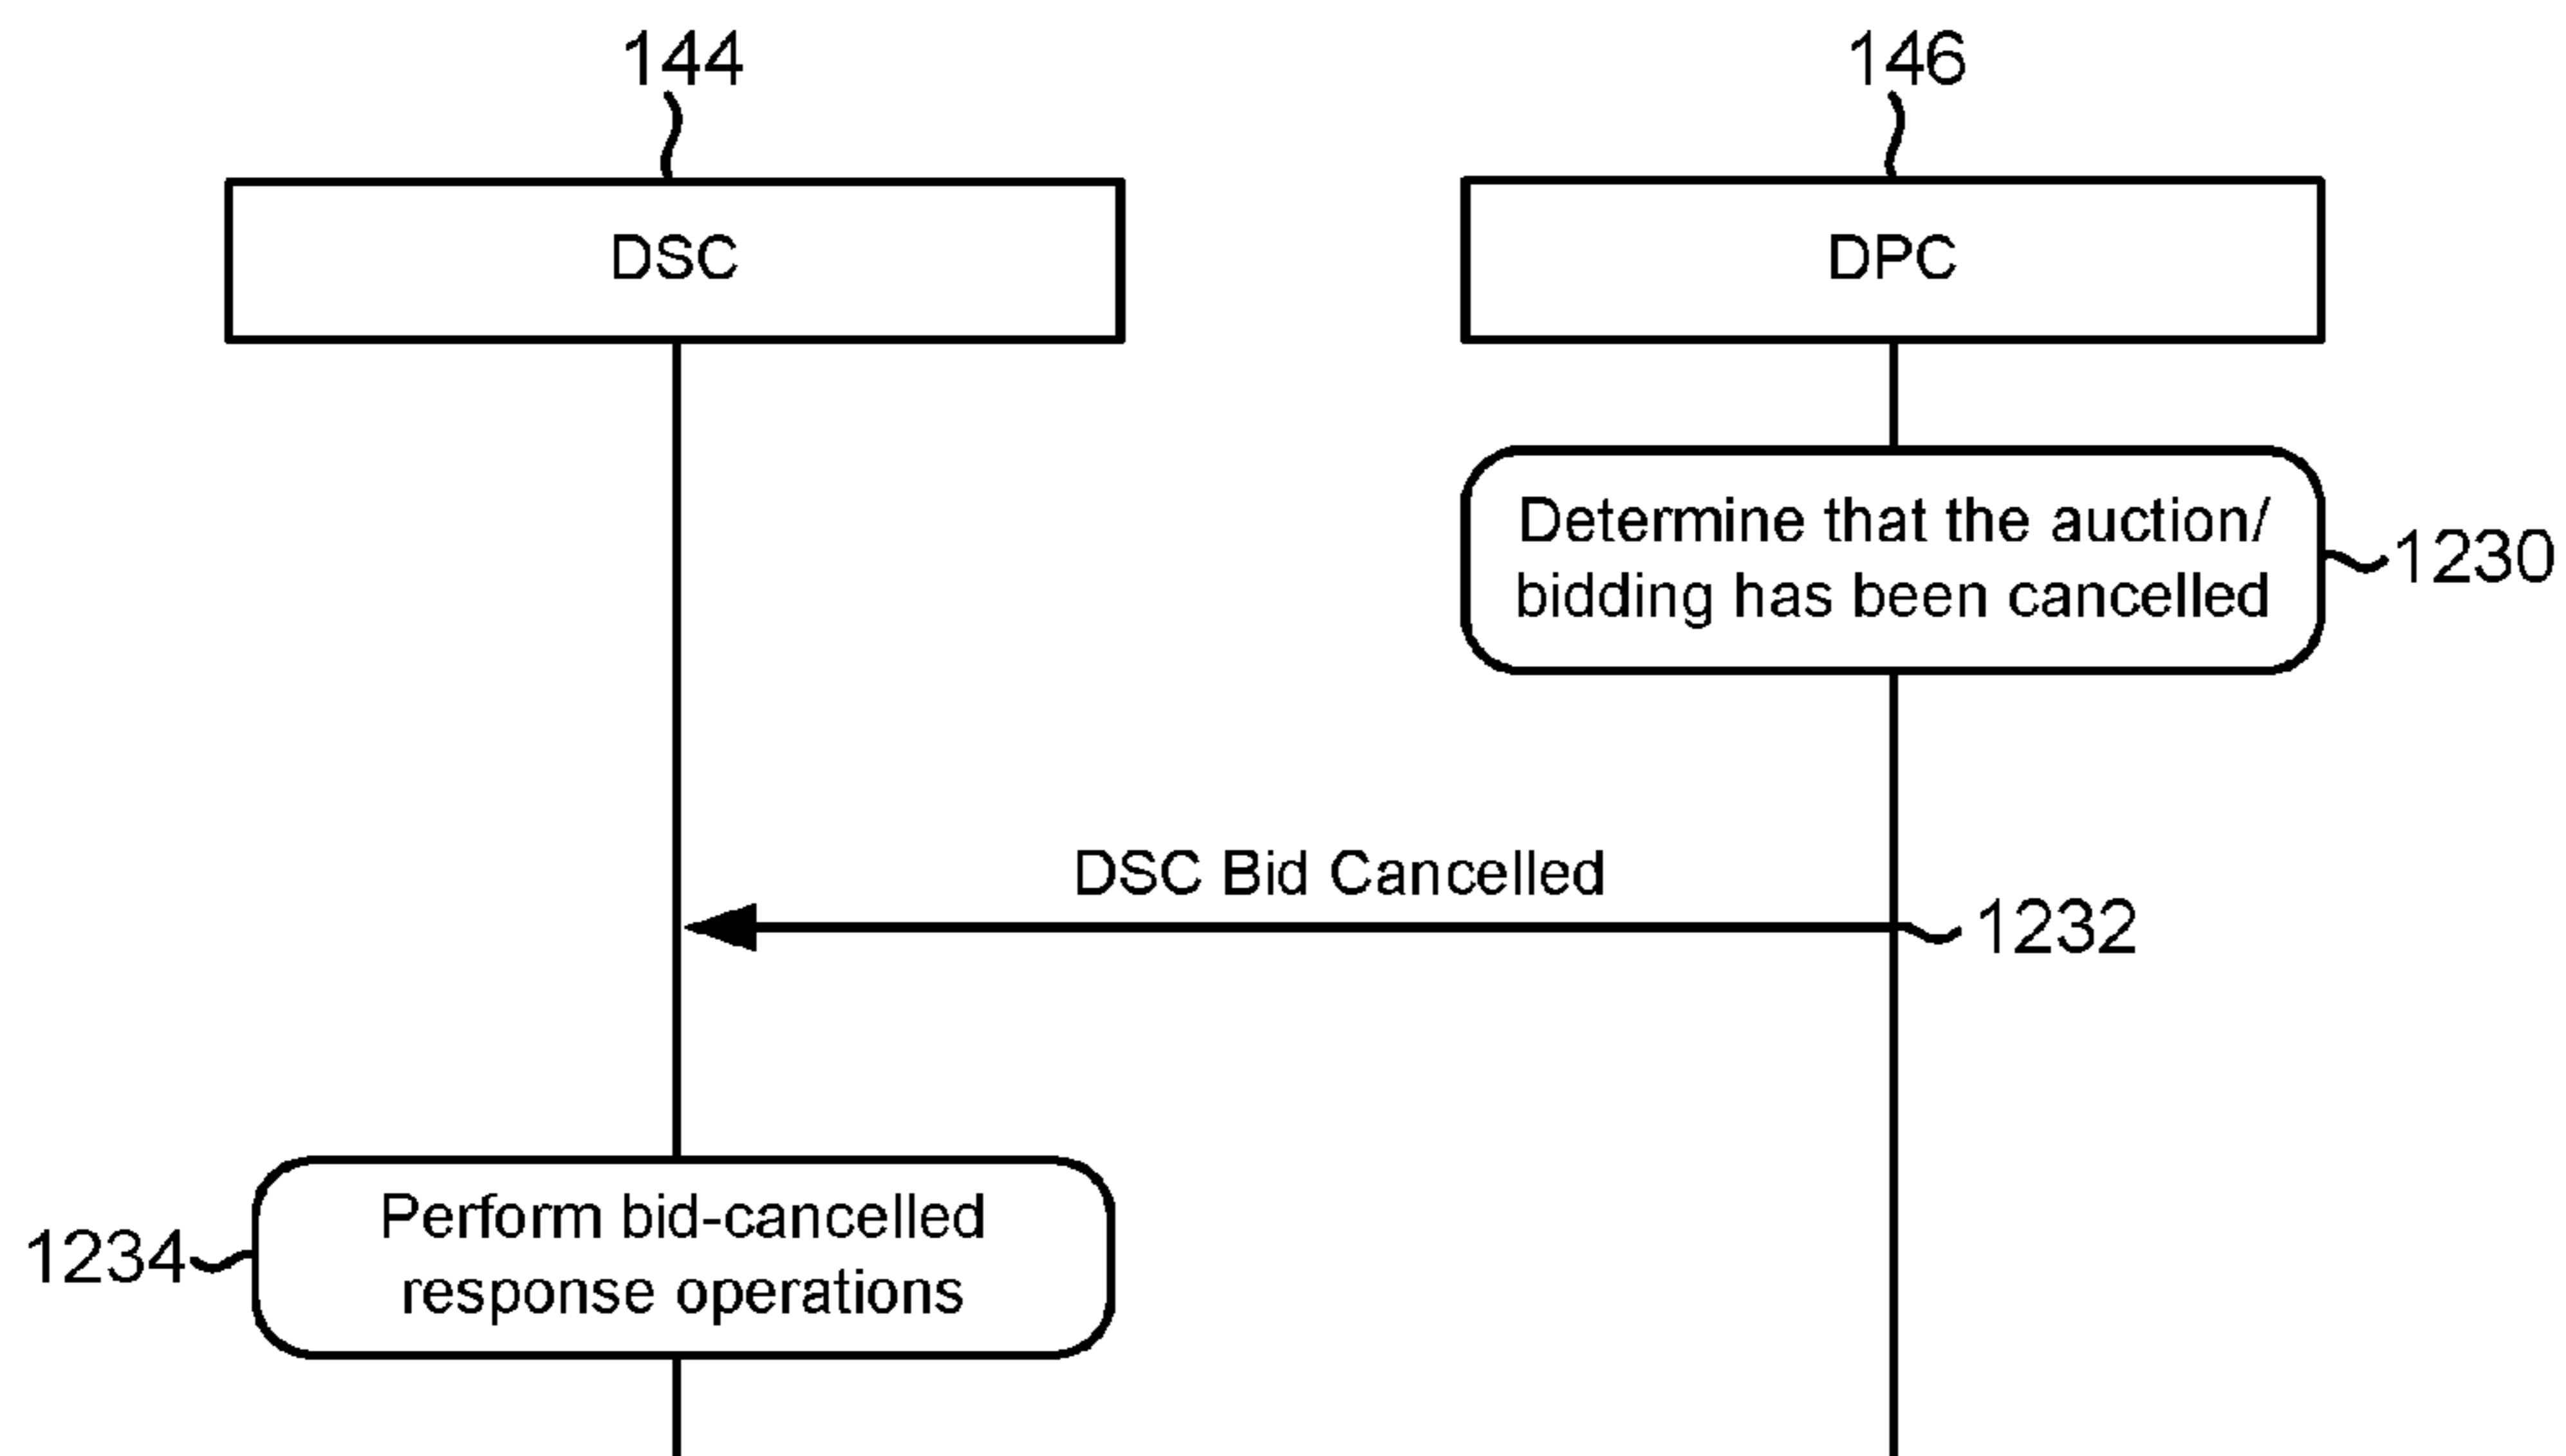 144
146
DSC
DPC
Determine that the auction/
bidding has been cancelled
1230
DSC Bid Cancelled
1232
Perform bid-cancelled
response operations
1234